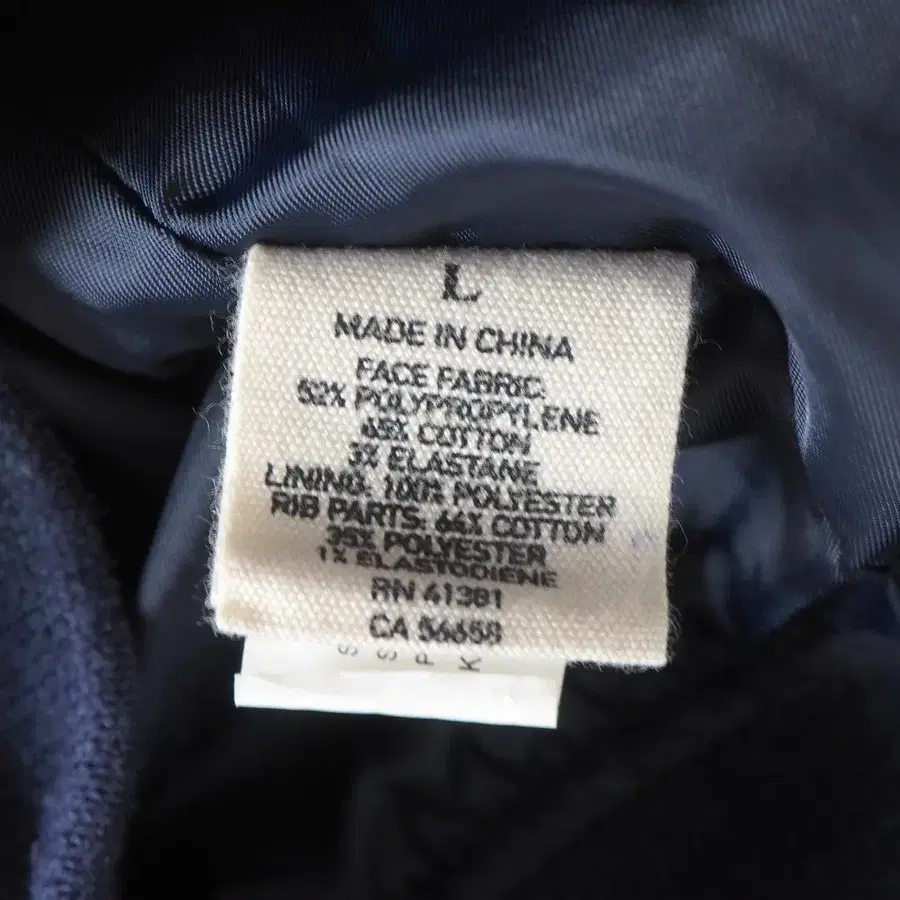 L
MADE IN CHINA
FACE FABRIC:
52% POLYPROPYLENE
45% COTTON
3% ELASTANE
LINING: 100% POLYESTER
RIB PARTS: 64% COTTON
35% POLYESTER
1% ELASTODIENE
RN 41381
CA 56658
S
S
P
K